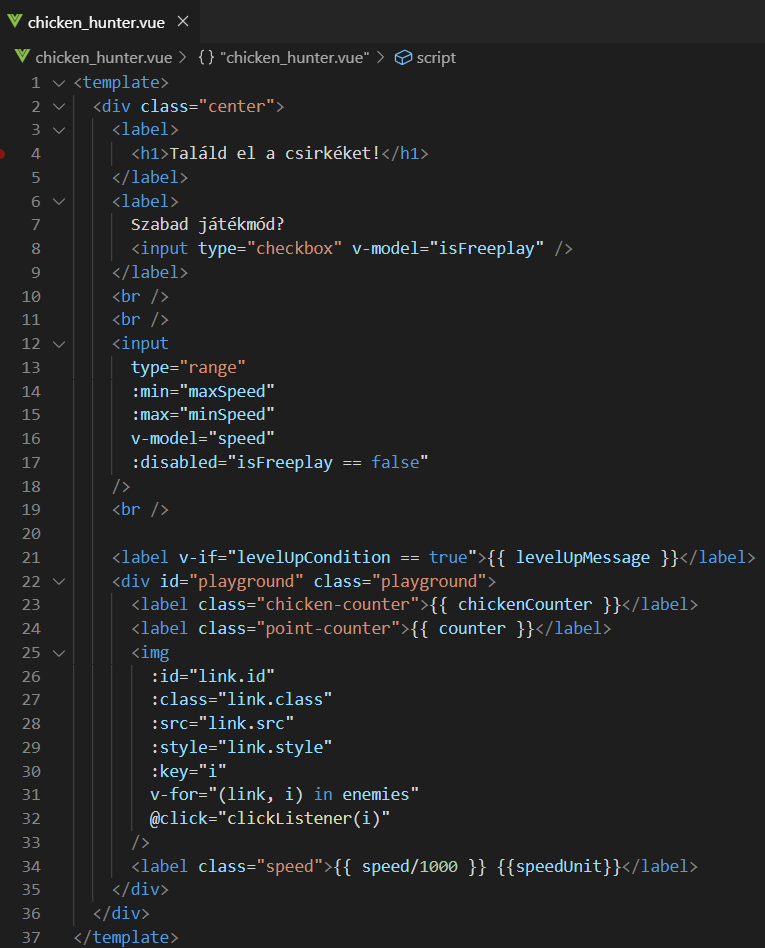 chicken_hunter.vue ×
chicken_hunter.vue > {} "chicken_hunter.vue" > script
1 <template>
2 <div class="center">
3 <label>
4 <h1>Találd el a csirkéket!</h1>
5 </label>
6 <label>
7 Szabad játékmód?
8 <input type="checkbox" v-model="isFreeplay" />
9 </label>
10 <br />
11 <br />
12 <input
13 type="range"
14 :min="maxSpeed"
15 :max="minSpeed"
16 v-model="speed"
17 :disabled="isFreeplay == false"
18 />
19 <br />
20
21 <label v-if="levelUpCondition == true">{{ levelUpMessage }}</label>
22 <div id="playground" class="playground">
23 <label class="chicken-counter">{{ chickenCounter }}</label>
24 <label class="point-counter">{{ counter }}</label>
25 <img
26 :id="link.id"
27 :class="link.class"
28 :src="link.src"
29 :style="link.style"
30 :key="i"
31 v-for="(link, i) in enemies"
32 @click="clickListener(i)"
33 />
34 <label class="speed">{{ speed/1000 }} {{speedUnit}}</label>
35 </div>
36 </div>
37 </template>